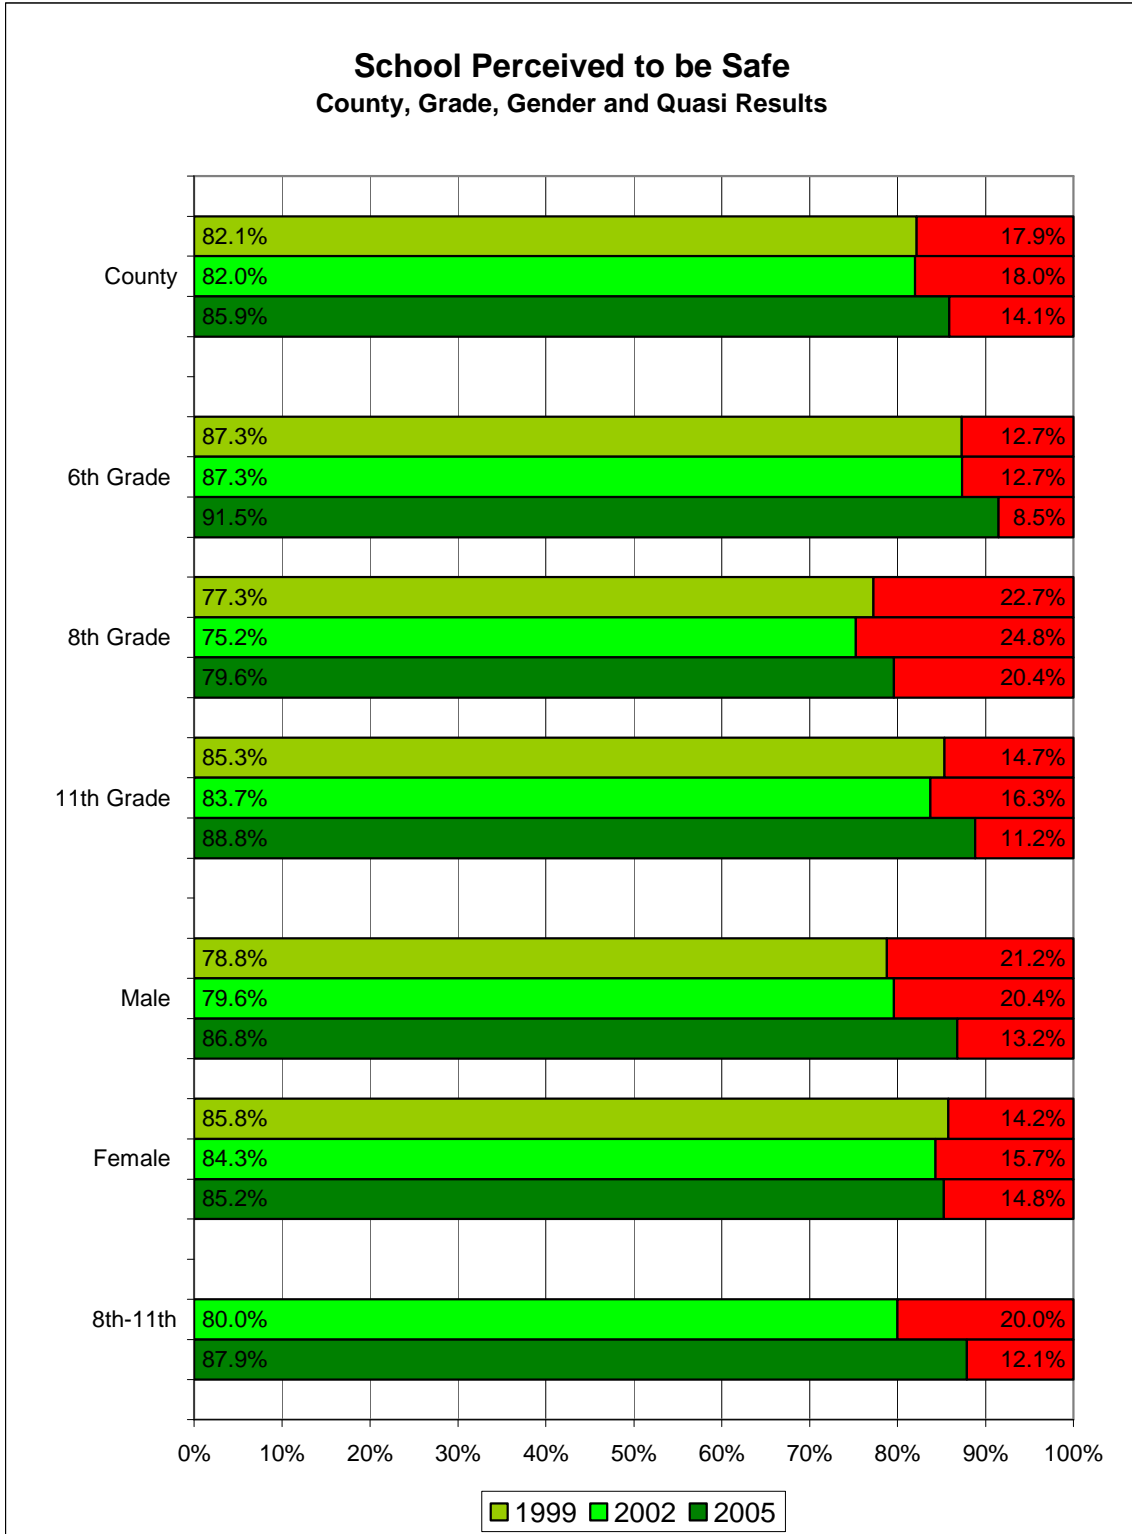 School Perceived to be Safe
County, Grade, Gender and Quasi Results
82.1% 17.9%
County 82.0% 18.0%
85.9% 14.1%
87.3% 12.7%
6th Grade 87.3% 12.7%
91.5% 8.5%
77.3% 22.7%
8th Grade 75.2% 24.8%
79.6% 20.4%
85.3% 14.7%
11th Grade 83.7% 16.3%
88.8% 11.2%
78.8% 21.2%
Male 79.6% 20.4%
86.8% 13.2%
85.8% 14.2%
Female 84.3% 15.7%
85.2% 14.8%
8th-11th 80.0% 20.0%
87.9% 12.1%
0% 10% 20% 30% 40% 50% 60% 70% 80% 90% 100%
1999 2002 2005